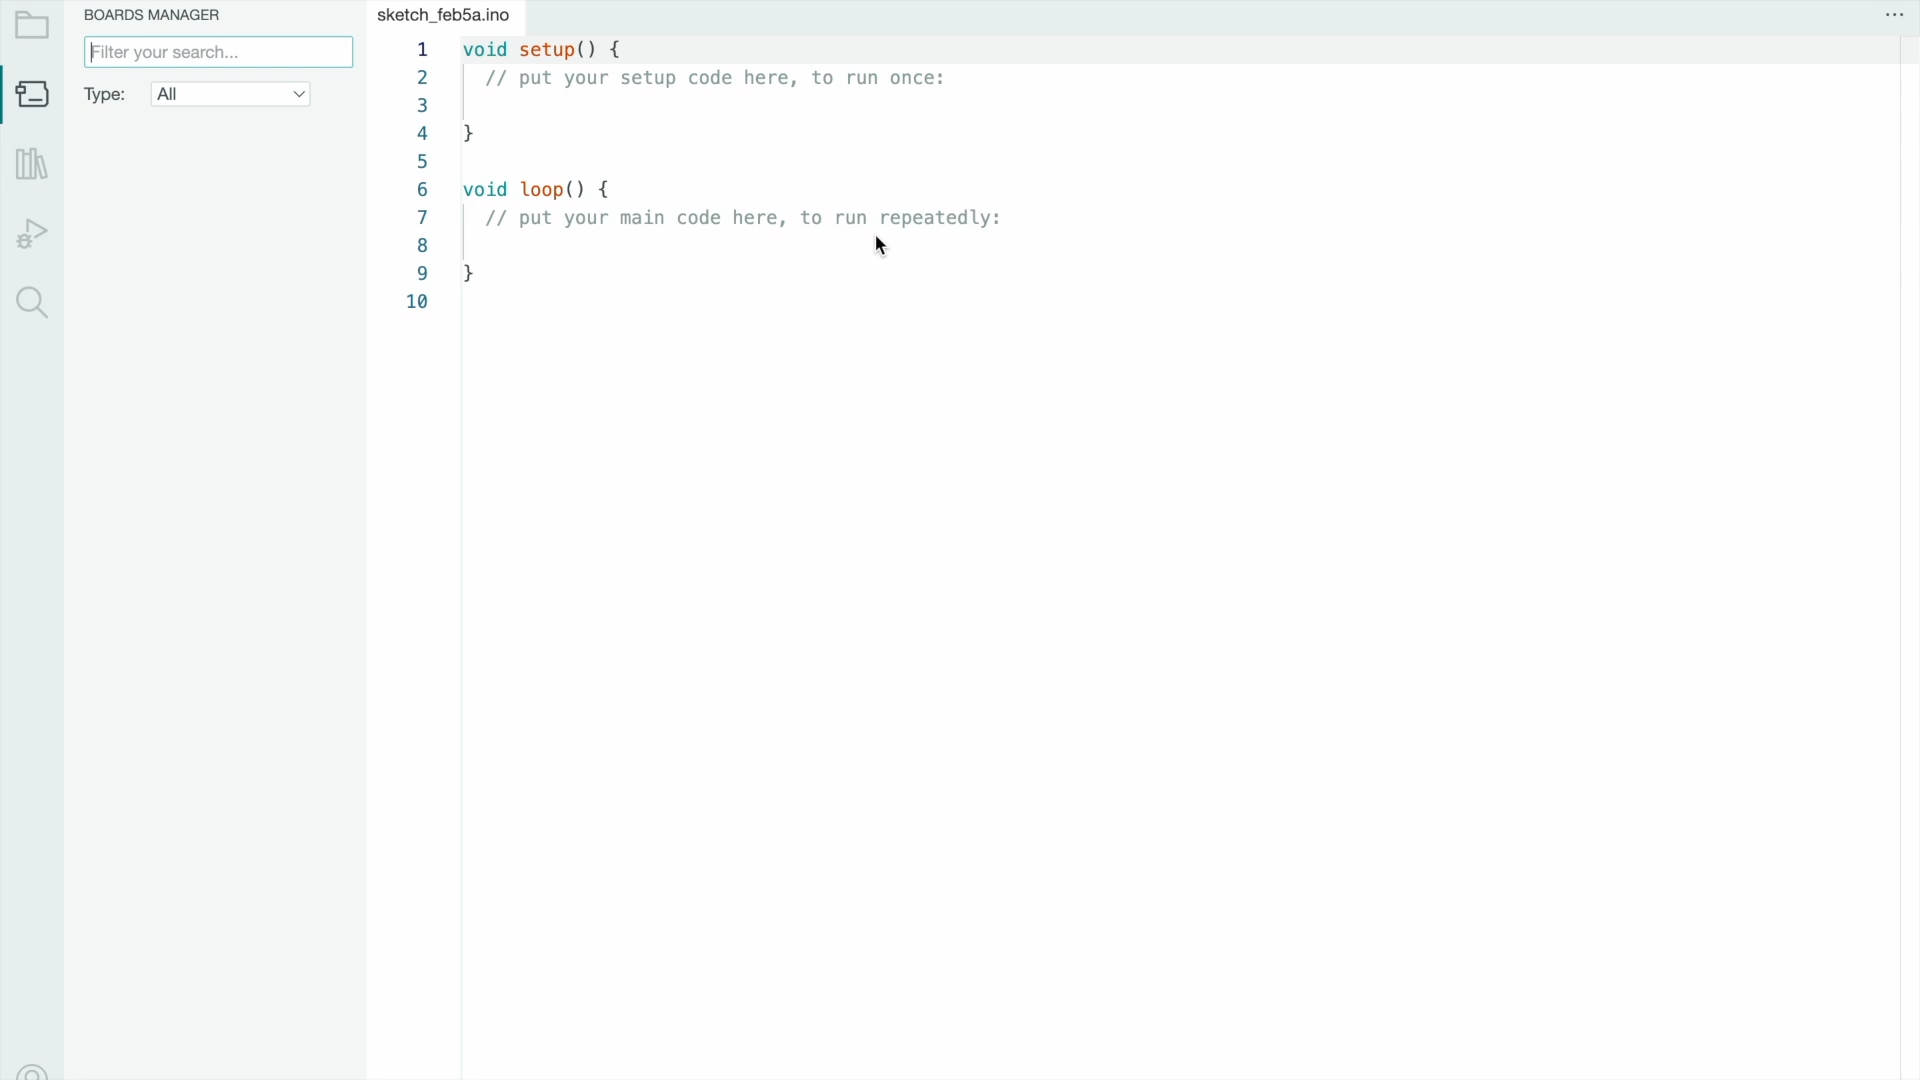 BOARDS MANAGER
Filter your search...
Type: All
sketch_feb5a.ino
1 void setup() {
2 // put your setup code here, to run once:
3
4 }
5
6 void loop() {
7 // put your main code here, to run repeatedly:
8
9 }
10